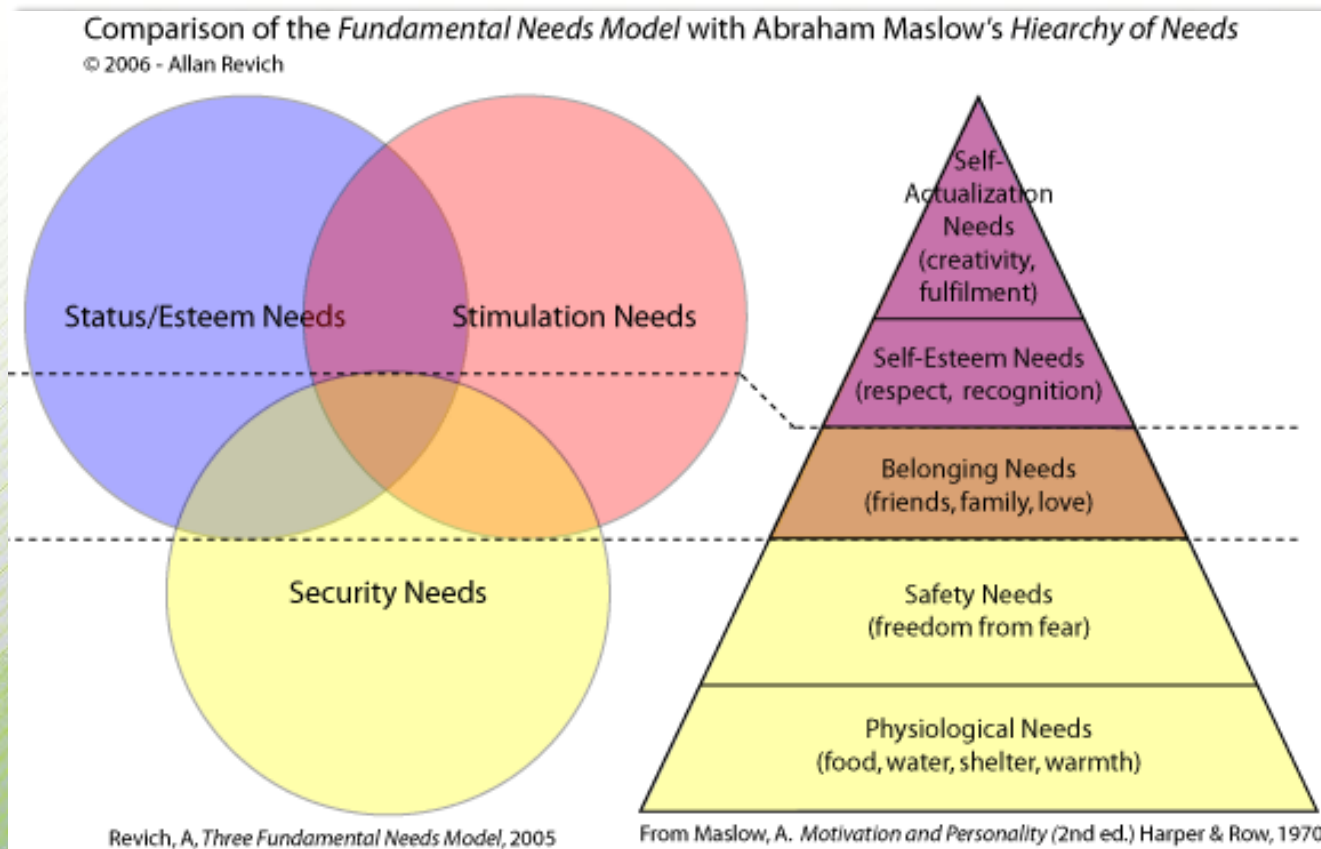 Comparison of the Fundamental Needs Model with Abraham Maslow's Hiearchy of Needs
© 2006 - Allan Revich
Status/Esteem Needs
Stimulation Needs
Security Needs
Self-
Actualization
Needs
(creativity,
fulfilment)
Self-Esteem Needs
(respect, recognition)
Belonging Needs
(friends, family, love)
Safety Needs
(freedom from fear)
Physiological Needs
(food, water, shelter, warmth)
Revich, A, Three Fundamental Needs Model, 2005
From Maslow, A. Motivation and Personality (2nd ed.) Harper & Row, 1970